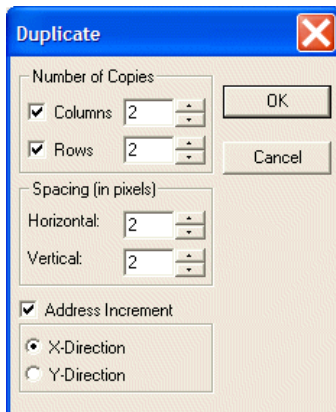 Duplicate
Number of Copies
Columns 2
Rows 2
OK
Cancel
Spacing (in pixels)
Horizontal: 2
Vertical: 2
Address Increment
X-Direction
Y-Direction